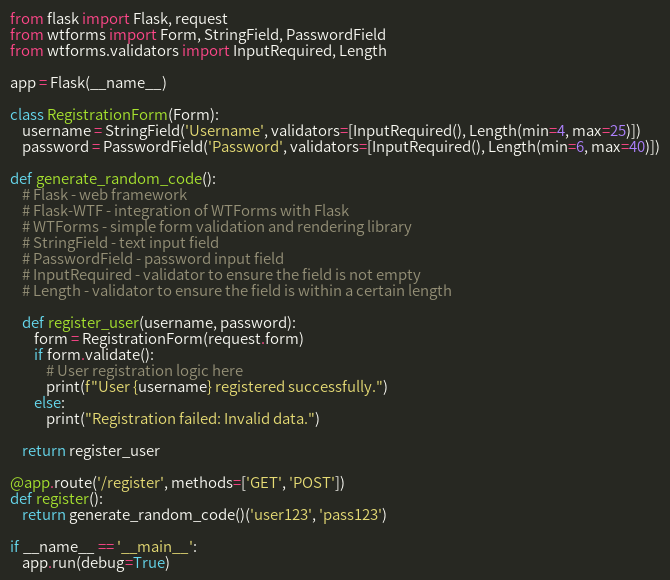 from flask import Flask, request
from wtforms import Form, StringField, PasswordField
from wtforms.validators import InputRequired, Length

app = Flask(__name__)

class RegistrationForm(Form):
    username = StringField('Username', validators=[InputRequired(), Length(min=4, max=25)])
    password = PasswordField('Password', validators=[InputRequired(), Length(min=6, max=40)])

def generate_random_code():
    # Flask - web framework
    # Flask-WTF - integration of WTForms with Flask
    # WTForms - simple form validation and rendering library
    # StringField - text input field
    # PasswordField - password input field
    # InputRequired - validator to ensure the field is not empty
    # Length - validator to ensure the field is within a certain length

    def register_user(username, password):
        form = RegistrationForm(request.form)
        if form.validate():
            # User registration logic here
            print(f"User {username} registered successfully.")
        else:
            print("Registration failed: Invalid data.")

    return register_user

@app.route('/register', methods=['GET', 'POST'])
def register():
    return generate_random_code()('user123', 'pass123')

if __name__ == '__main__':
    app.run(debug=True)